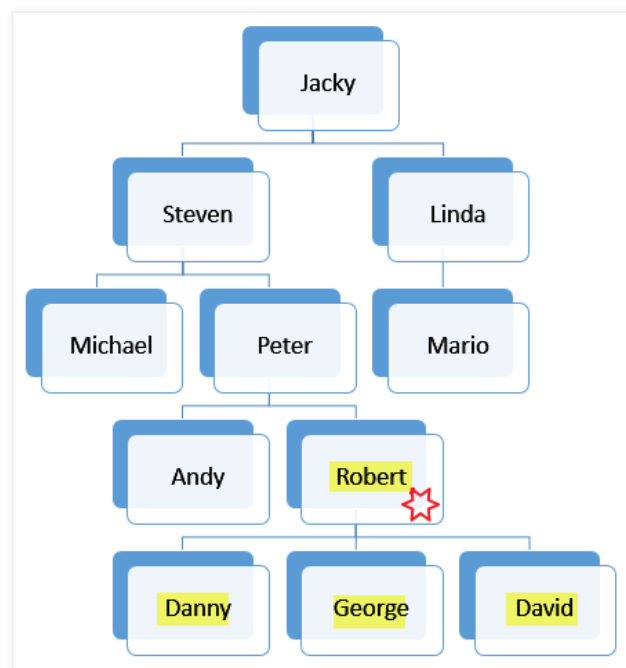 Jacky
Steven
Linda
Michael
Peter
Mario
Andy
Robert
Danny
George
David